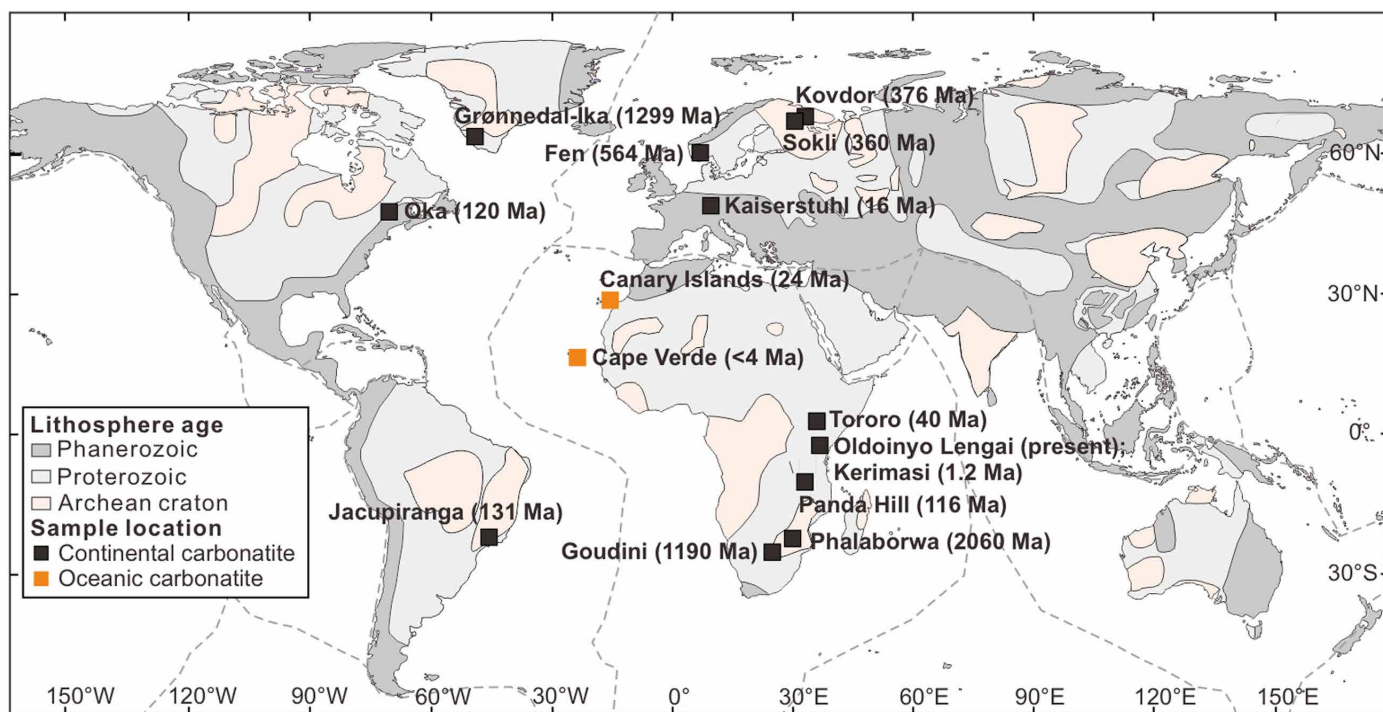 Kovdor (376 Ma)
Grønnedal-Ika (1299 Ma)
Sokli (360 Ma)
Fen (564 Ma)
60°N
Kaiserstuhl (16 Ma)
Oka (120 Ma)
Canary Islands (24 Ma)
30°N
Cape Verde (<4 Ma)
Lithosphere age
Phanerozoic
Proterozoic
Archean craton
Sample location
Continental carbonatite
Oceanic carbonatite
Tororo (40 Ma)
0°
Oldoinyo Lengai (present);
Kerimasi (1.2 Ma)
Panda Hill (116 Ma)
Jacupiranga (131 Ma)
Goudini (1190 Ma)
Phalaborwa (2060 Ma)
30°S
150°W 120°W 90°W 60°W 30°W 0° 30°E 60°E 90°E 120°E 150°E